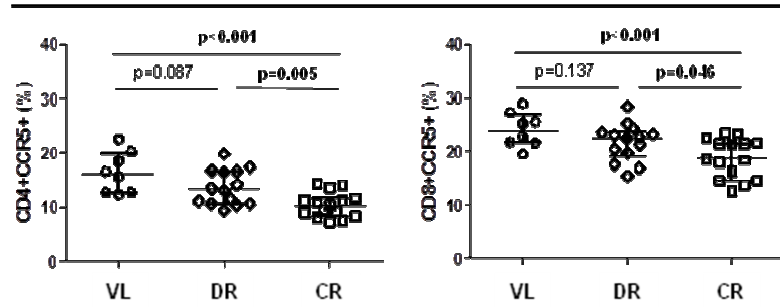 p<0.001
p=0.087
p=0.005
CD4+CCR5+ (%)
40
30
20
10
0
VL DR CR
p<0.001
p=0.137
p=0.046
CD8+CCR5+ (%)
40
30
20
10
0
VL DR CR